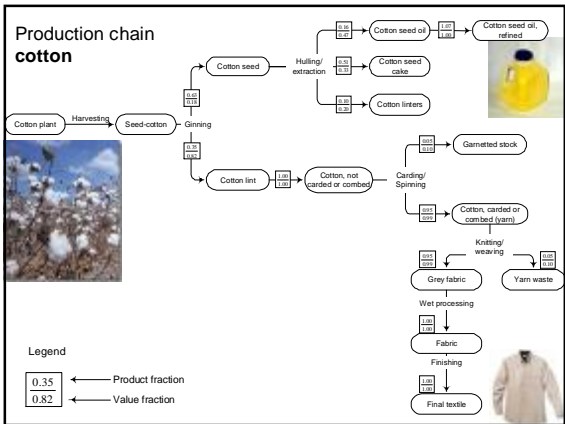 Production chain
cotton
Cotton plant
Harvesting
Seed-cotton
Ginning
0.63
0.18
0.35
0.82
Cotton seed
Hulling/
extraction
0.16
0.47
Cotton seed oil
1.07
1.00
Cotton seed oil,
refined
0.51
0.33
Cotton seed
cake
0.10
0.20
Cotton linters
Cotton lint
1.00
1.00
Cotton, not
carded or combed
Carding/
Spinning
0.05
0.10
Garnetted stock
0.95
0.99
Cotton, carded or
combed (yarn)
Knitting/
weaving
0.95
0.99
Grey fabric
0.05
0.10
Yarn waste
Wet processing
1.00
1.00
Fabric
Finishing
1.00
1.00
Final textile
Legend
0.35
0.82
Product fraction
Value fraction